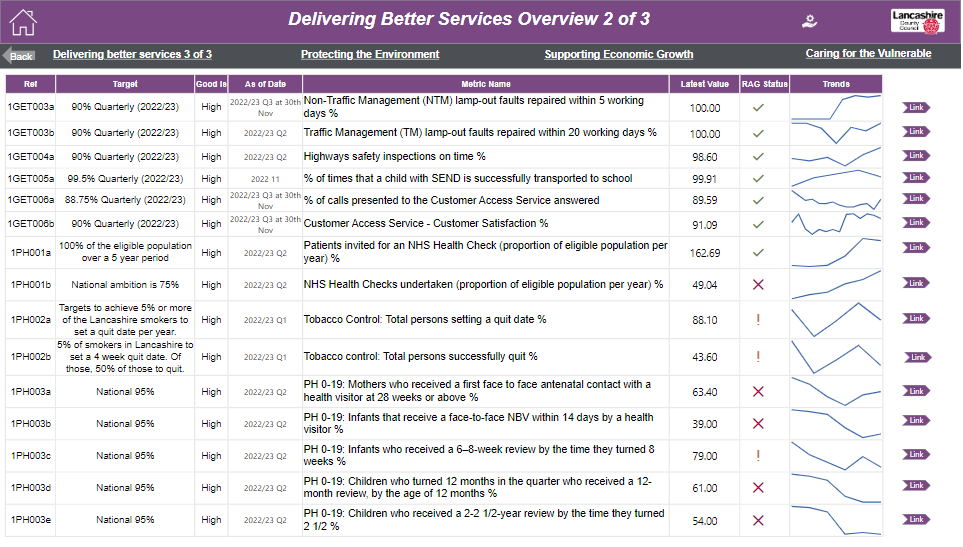 Delivering Better Services Overview 2 of 3
Lancashire
County
Council
Back
Delivering better services 3 of 3
Protecting the Environment
Supporting Economic Growth
Caring for the Vulnerable
Ref Target Good is As of Date Metric Name Latest Value RAG Status Trends
1GET003a 90% Quarterly (2022/23) High 2022/23 Q3 at 30th Nov Non-Traffic Management (NTM) lamp-out faults repaired within 5 working days % 100.00 Link
1GET003b 90% Quarterly (2022/23) High 2022/23 Q2 Traffic Management (TM) lamp-out faults repaired within 20 working days % 100.00 Link
1GET004a 90% Quarterly (2022/23) High 2022/23 Q2 Highways safety inspections on time % 98.60 Link
1GET005a 99.5% Quarterly (2022/23) High 2022 11 % of times that a child with SEND is successfully transported to school 99.91 Link
1GET006a 88.75% Quarterly (2022/23) High 2022/23 Q3 at 30th Nov % of calls presented to the Customer Access Service answered 89.59 Link
1GET006b 90% Quarterly (2022/23) High 2022/23 Q3 at 30th Nov Customer Access Service - Customer Satisfaction % 91.09 Link
1PH001a 100% of the eligible population over a 5 year period High 2022/23 Q2 Patients invited for an NHS Health Check (proportion of eligible population per year) % 162.69 Link
1PH001b National ambition is 75% High 2022/23 Q2 NHS Health Checks undertaken (proportion of eligible population per year) % 49.04 Link
1PH002a Targets to achieve 5% or more of the Lancashire smokers to set a quit date per year. High 2022/23 Q1 Tobacco Control: Total persons setting a quit date % 88.10 Link
1PH002b 5% of smokers in Lancashire to set a 4 week quit date. Of those, 50% of those to quit. High 2022/23 Q1 Tobacco control: Total persons successfully quit % 43.60 Link
1PH003a National 95% High 2022/23 Q2 PH 0-19: Mothers who received a first face to face antenatal contact with a health visitor at 28 weeks or above % 63.40 Link
1PH003b National 95% High 2022/23 Q2 PH 0-19: Infants that receive a face-to-face NBV within 14 days by a health visitor % 39.00 Link
1PH003c National 95% High 2022/23 Q2 PH 0-19: Infants who received a 6–8-week review by the time they turned 8 weeks % 79.00 Link
1PH003d National 95% High 2022/23 Q2 PH 0-19: Children who turned 12 months in the quarter who received a 12-month review, by the age of 12 months % 61.00 Link
1PH003e National 95% High 2022/23 Q2 PH 0-19: Children who received a 2-2 1/2-year review by the time they turned 2 1/2 % 54.00 Link